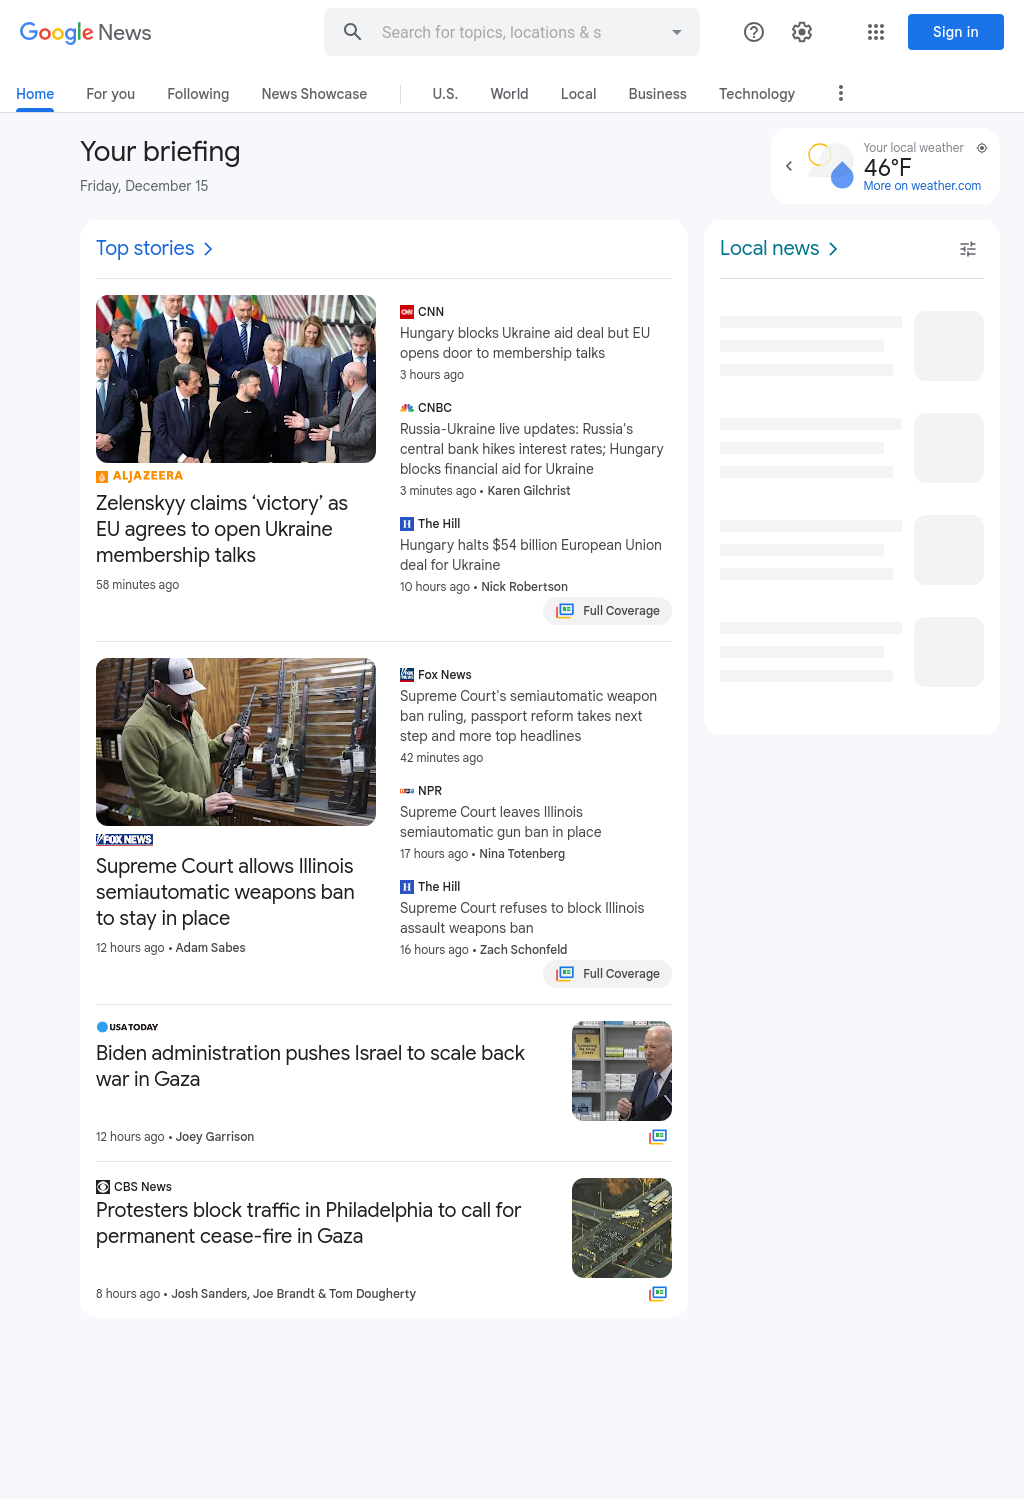 Google News
Search for topics, locations & s
Sign in
Home
For you
Following
News Showcase
U.S.
World
Local
Business
Technology
Your briefing
Friday, December 15
Your local weather
46°F
More on weather.com
Top stories
ALJAZEERA
Zelenskyy claims ‘victory’ as
EU agrees to open Ukraine
membership talks
58 minutes ago
CNN
Hungary blocks Ukraine aid deal but EU
opens door to membership talks
3 hours ago
CNBC
Russia-Ukraine live updates: Russia's
central bank hikes interest rates; Hungary
blocks financial aid for Ukraine
3 minutes ago • Karen Gilchrist
H The Hill
Hungary halts $54 billion European Union
deal for Ukraine
10 hours ago • Nick Robertson
Full Coverage
FOX NEWS
Supreme Court allows Illinois
semiautomatic weapons ban
to stay in place
12 hours ago • Adam Sabes
Fox News
Supreme Court's semiautomatic weapon
ban ruling, passport reform takes next
step and more top headlines
42 minutes ago
NPR
Supreme Court leaves Illinois
semiautomatic gun ban in place
17 hours ago • Nina Totenberg
H The Hill
Supreme Court refuses to block Illinois
assault weapons ban
16 hours ago • Zach Schonfeld
Full Coverage
USA TODAY
Biden administration pushes Israel to scale back
war in Gaza
12 hours ago • Joey Garrison
CBS News
Protesters block traffic in Philadelphia to call for
permanent cease-fire in Gaza
8 hours ago • Josh Sanders, Joe Brandt & Tom Dougherty
Local news